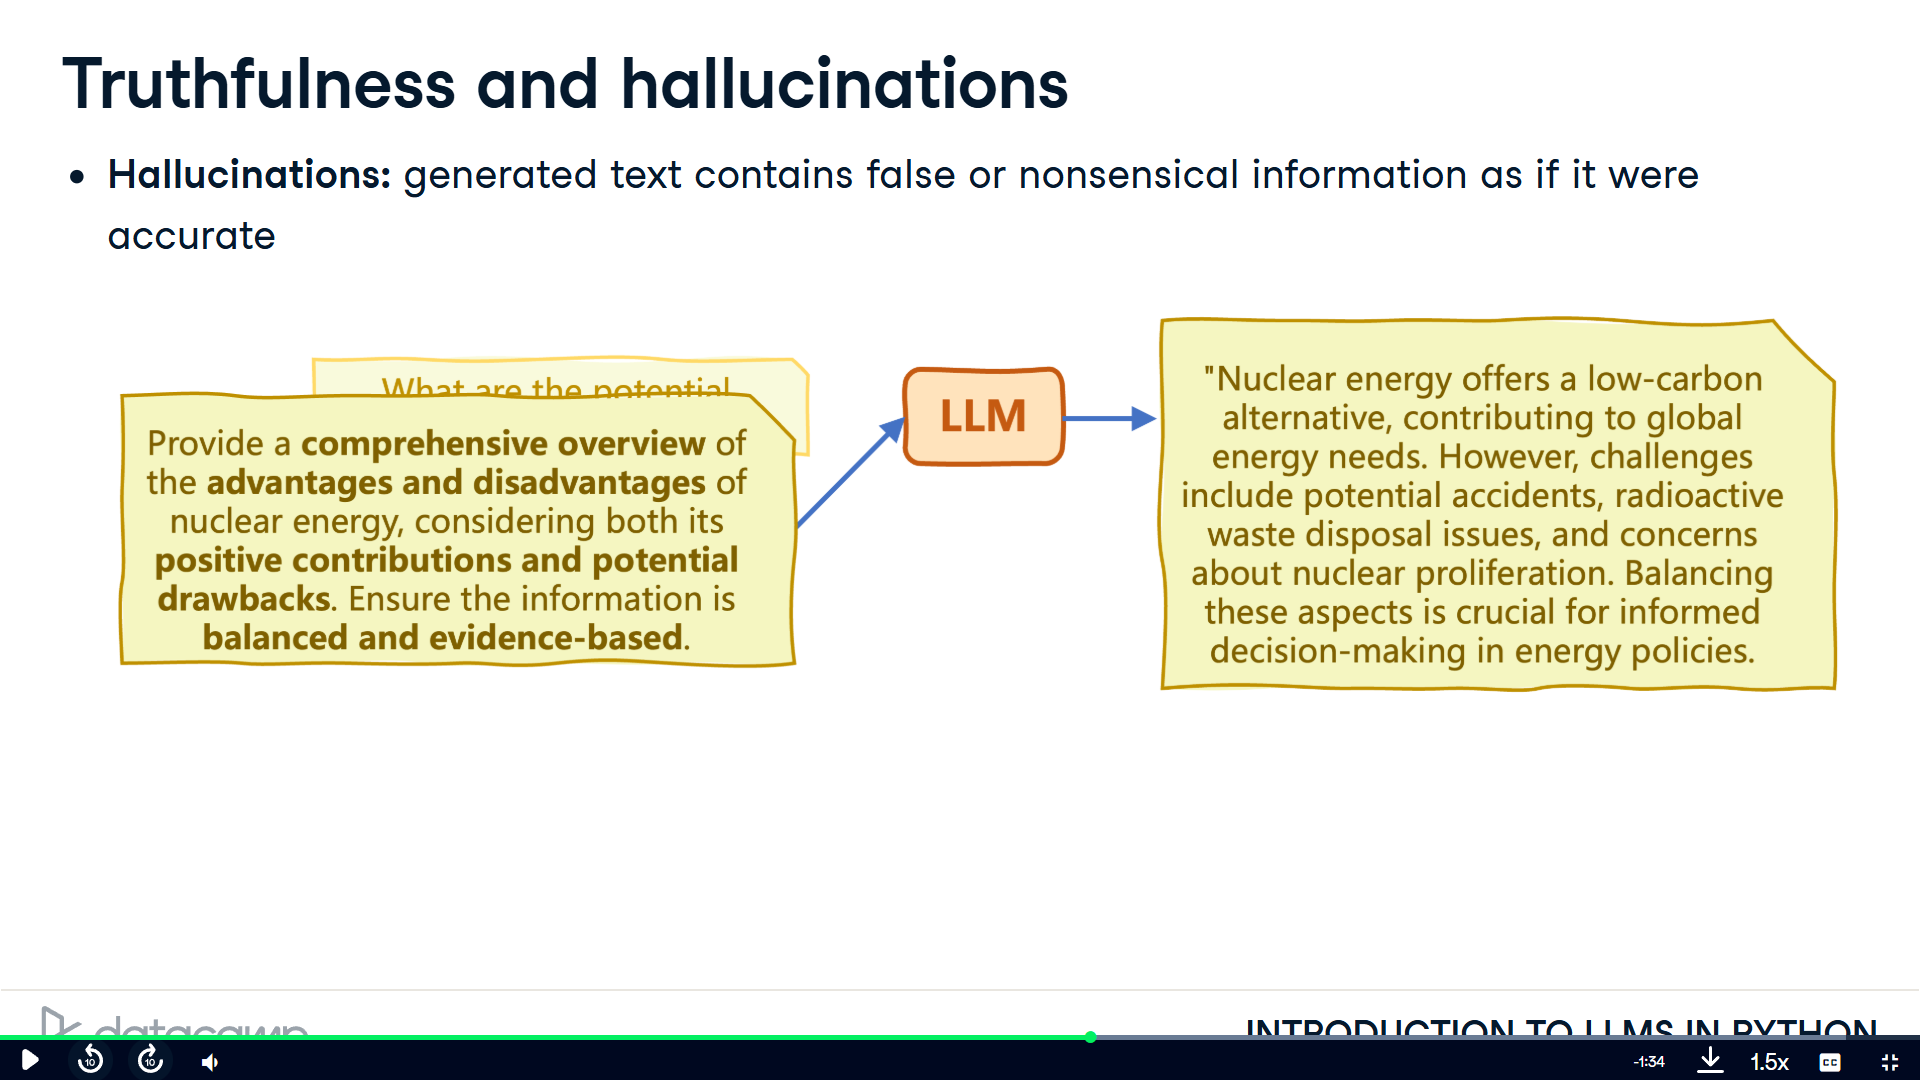 Truthfulness and hallucinations
• Hallucinations: generated text contains false or nonsensical information as if it were
accurate
What are the potential
Provide a comprehensive overview of
the advantages and disadvantages of
nuclear energy, considering both its
positive contributions and potential
drawbacks. Ensure the information is
balanced and evidence-based.
LLM
"Nuclear energy offers a low-carbon
alternative, contributing to global
energy needs. However, challenges
include potential accidents, radioactive
waste disposal issues, and concerns
about nuclear proliferation. Balancing
these aspects is crucial for informed
decision-making in energy policies.
datacamp
INTRODUCTION TO LLMS IN PYTHON
10
10
-1:34
1.5x
CC